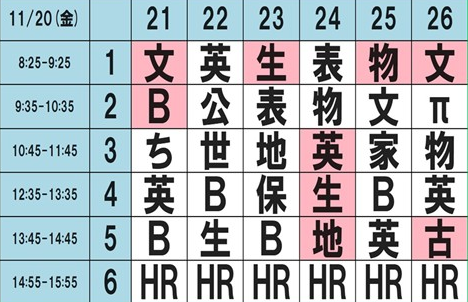 11/20(金) 21 22 23 24 25 26
8:25-9:25 1 文 英 生 表 物 文
9:35-10:35 2 B 公 表 物 文 π
10:45-11:45 3 ち 世 地 英 家 物
12:35-13:35 4 英 B 保 生 B 英
13:45-14:45 5 B 生 B 地 英 古
14:55-15:55 6 HR HR HR HR HR HR